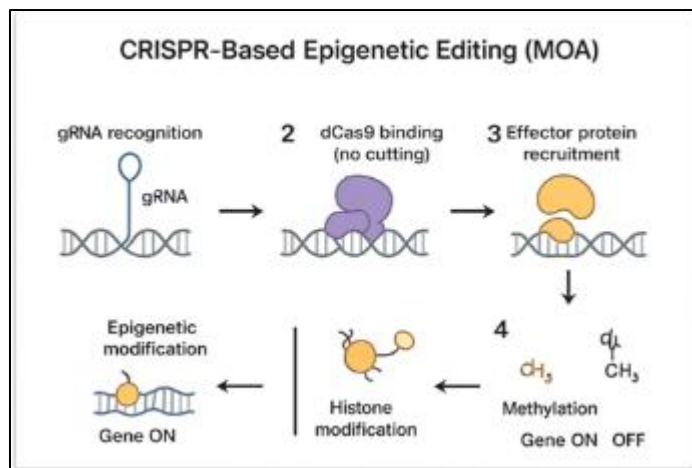 CRISPR-Based Epigenetic Editing (MOA)
gRNA recognition
gRNA
2 dCas9 binding
(no cutting)
3 Effector protein
recruitment
4
CH₃
CH₃
Methylation
Gene ON OFF
Histone
modification
Epigenetic
modification
Gene ON